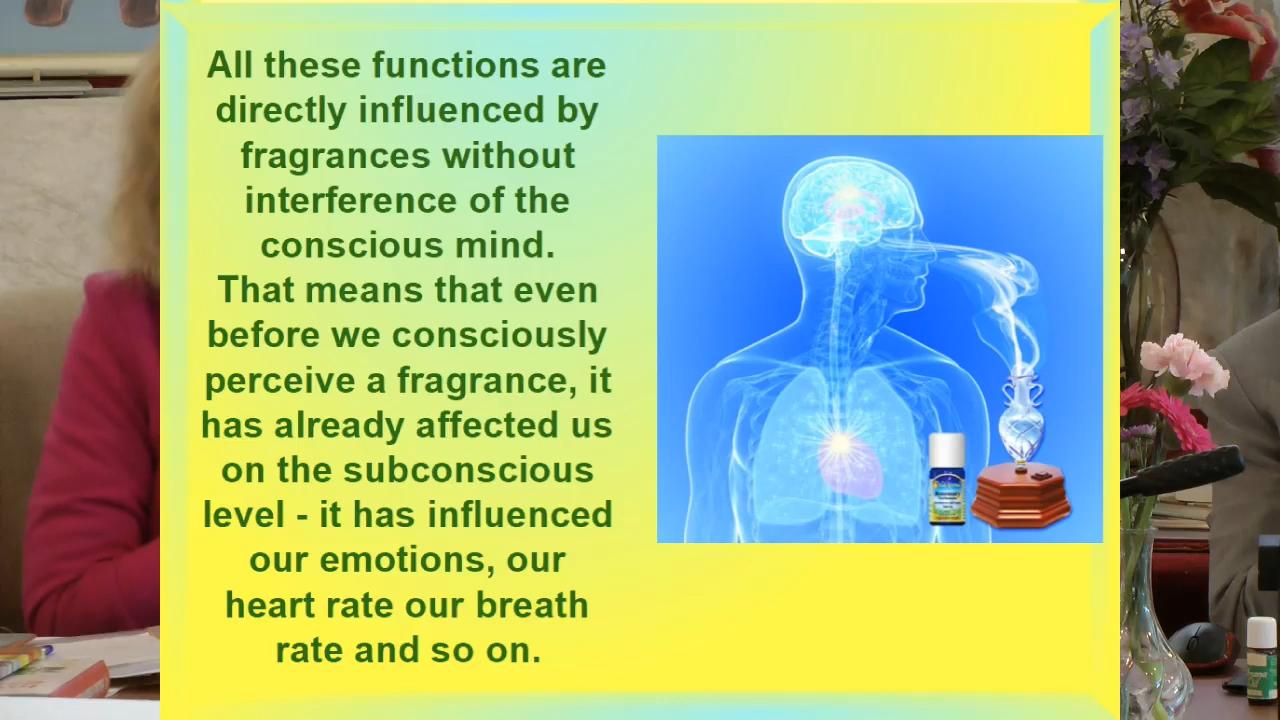 All these functions are
directly influenced by
fragrances without
interference of the
conscious mind.
That means that even
before we consciously
perceive a fragrance, it
has already affected us
on the subconscious
level - it has influenced
our emotions, our
heart rate our breath
rate and so on.